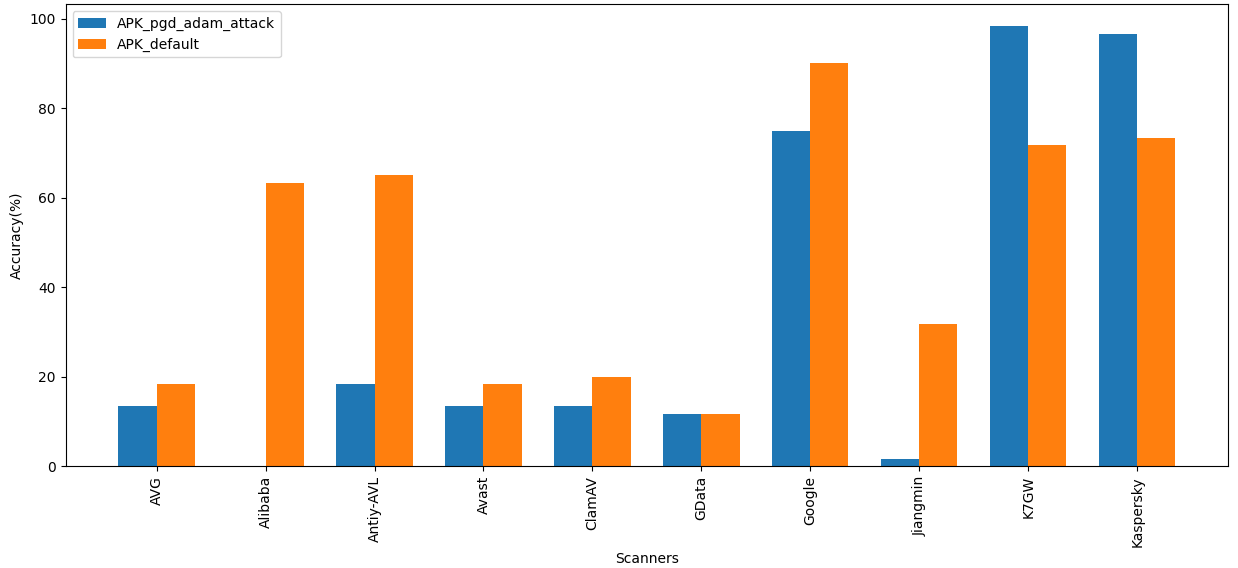 APK_pgd_adam_attack
APK_default
Accuracy(%)
100
80
60
40
20
0
AVG
Alibaba
Antiy-AVL
Avast
ClamAV
GData
Google
Jiangmin
K7GW
Kaspersky
Scanners